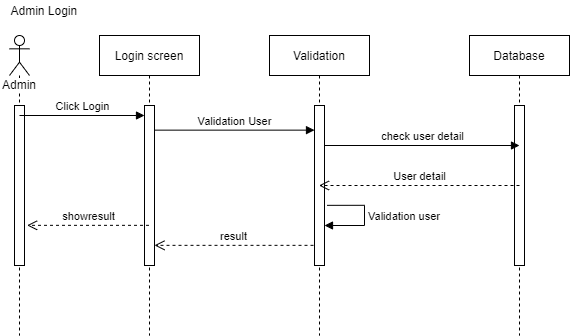 Admin Login
Admin
Login screen
Validation
Database
Click Login
Validation User
check user detail
User detail
Validation user
showresult
result